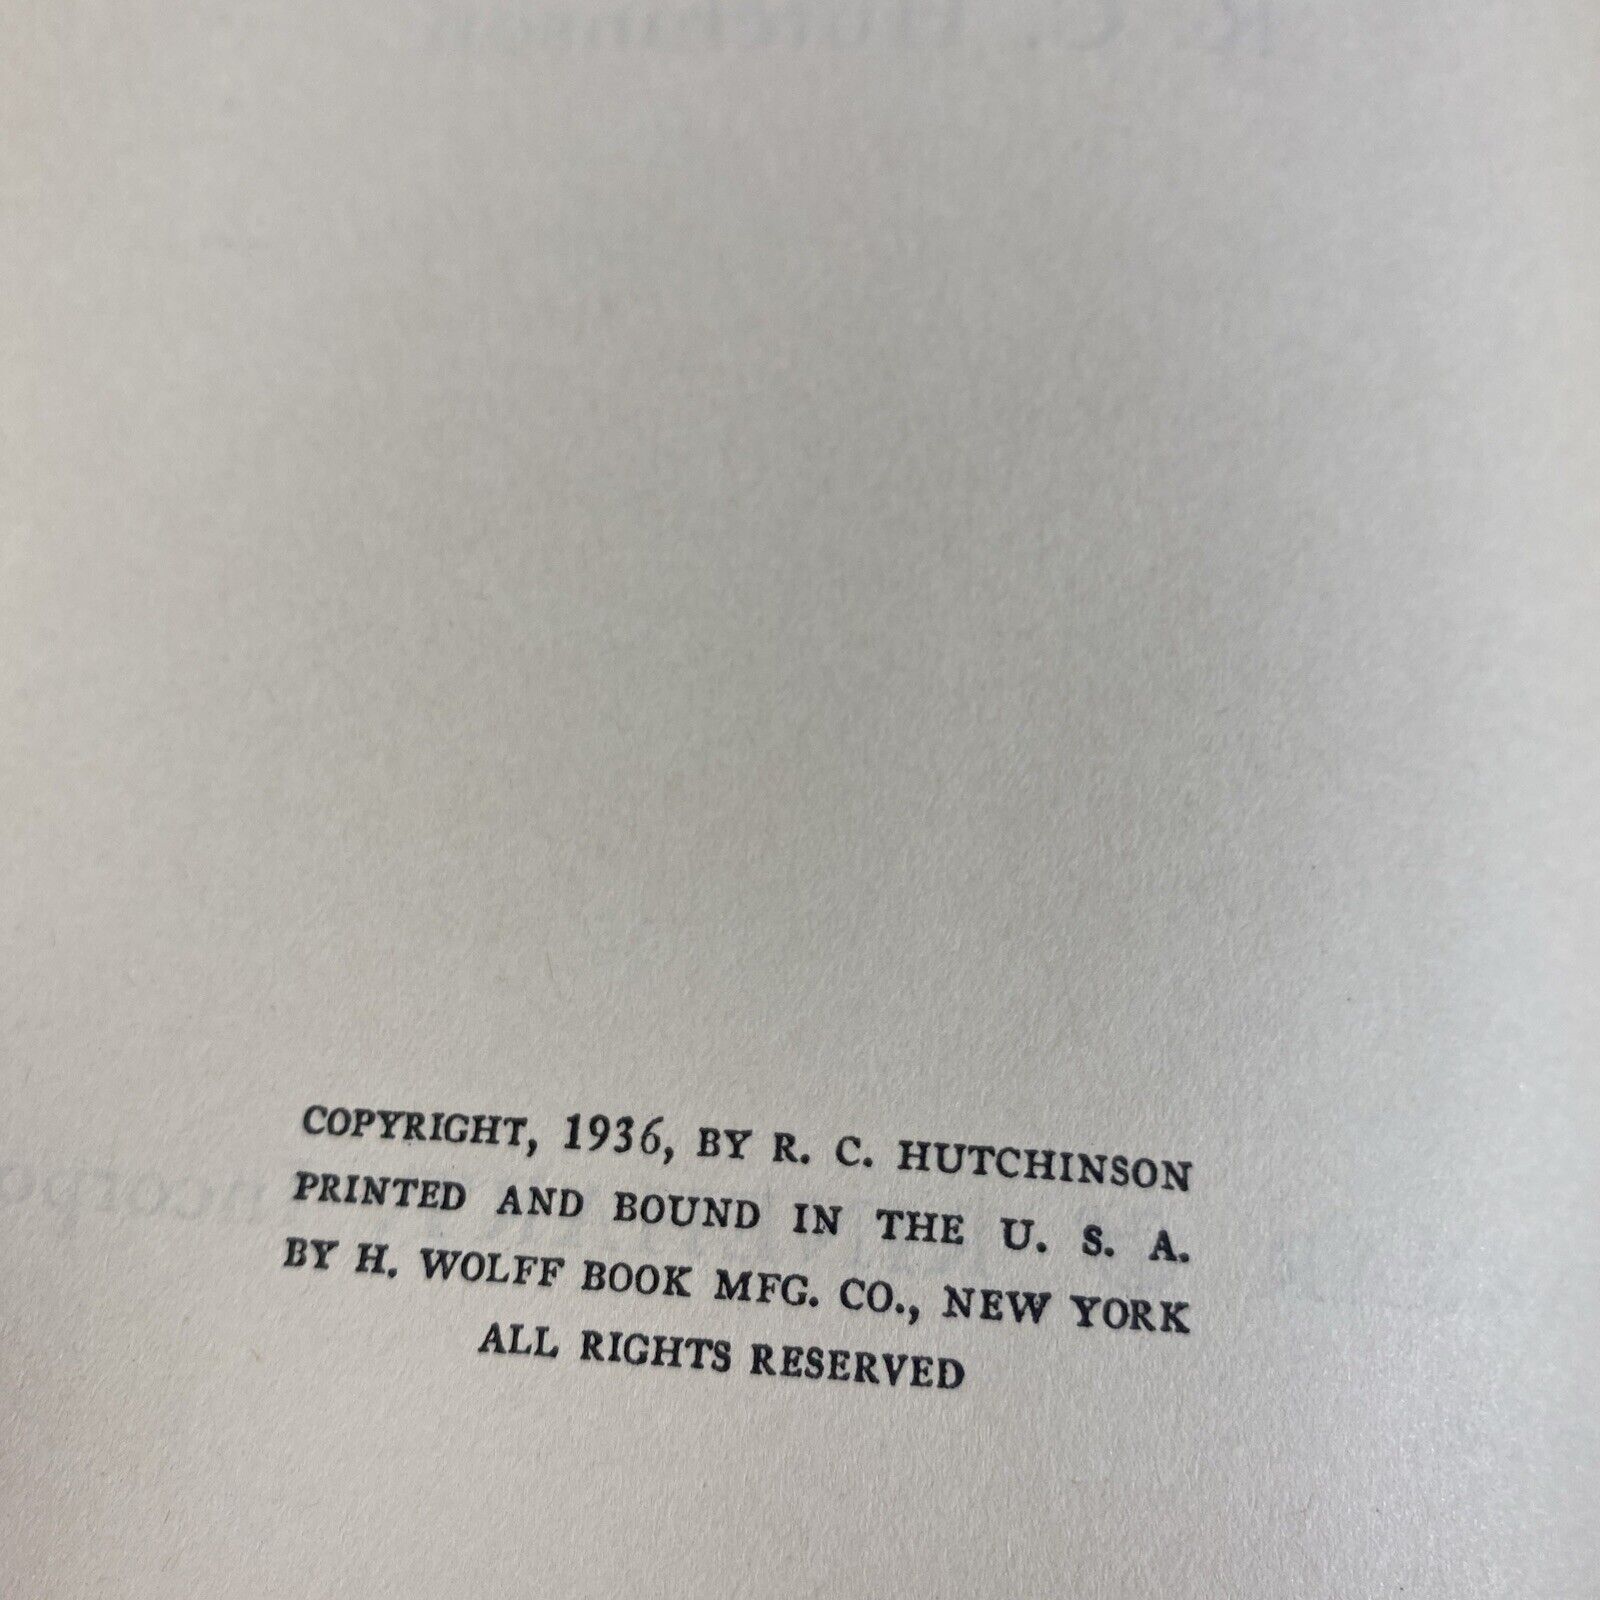 COPYRIGHT, 1936, BY R. C. HUTCHINSON
PRINTED AND BOUND IN THE U. S. A.
BY H. WOLFF BOOK MFG. CO., NEW YORK
ALL RIGHTS RESERVED